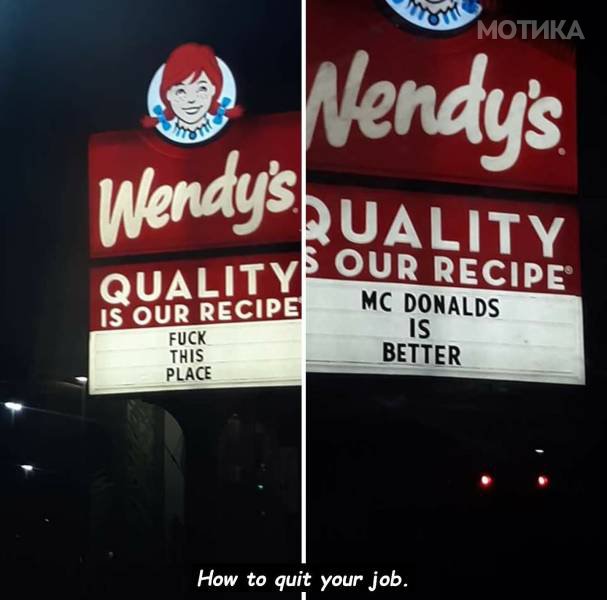 Wendy's
QUALITY
IS OUR RECIPE
FUCK
THIS
PLACE
МОТИКА
Wendy's
QUALITY
S OUR RECIPE®
MC DONALDS
IS
BETTER
How to quit your job.